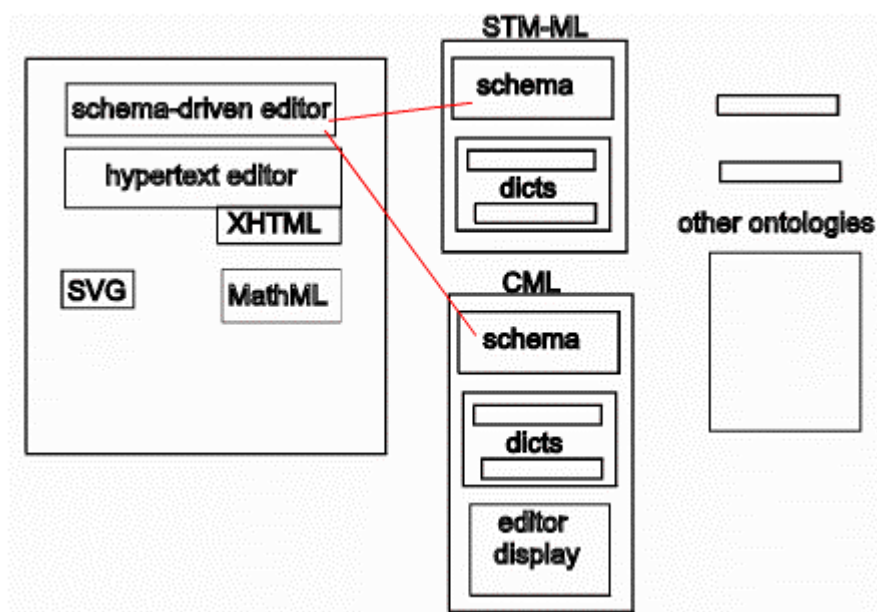 STM-ML
schema-driven editor
schema
hypertext editor
dicts
XHTML
other ontologies
SVG
MathML
CML
schema
dicts
editor
display